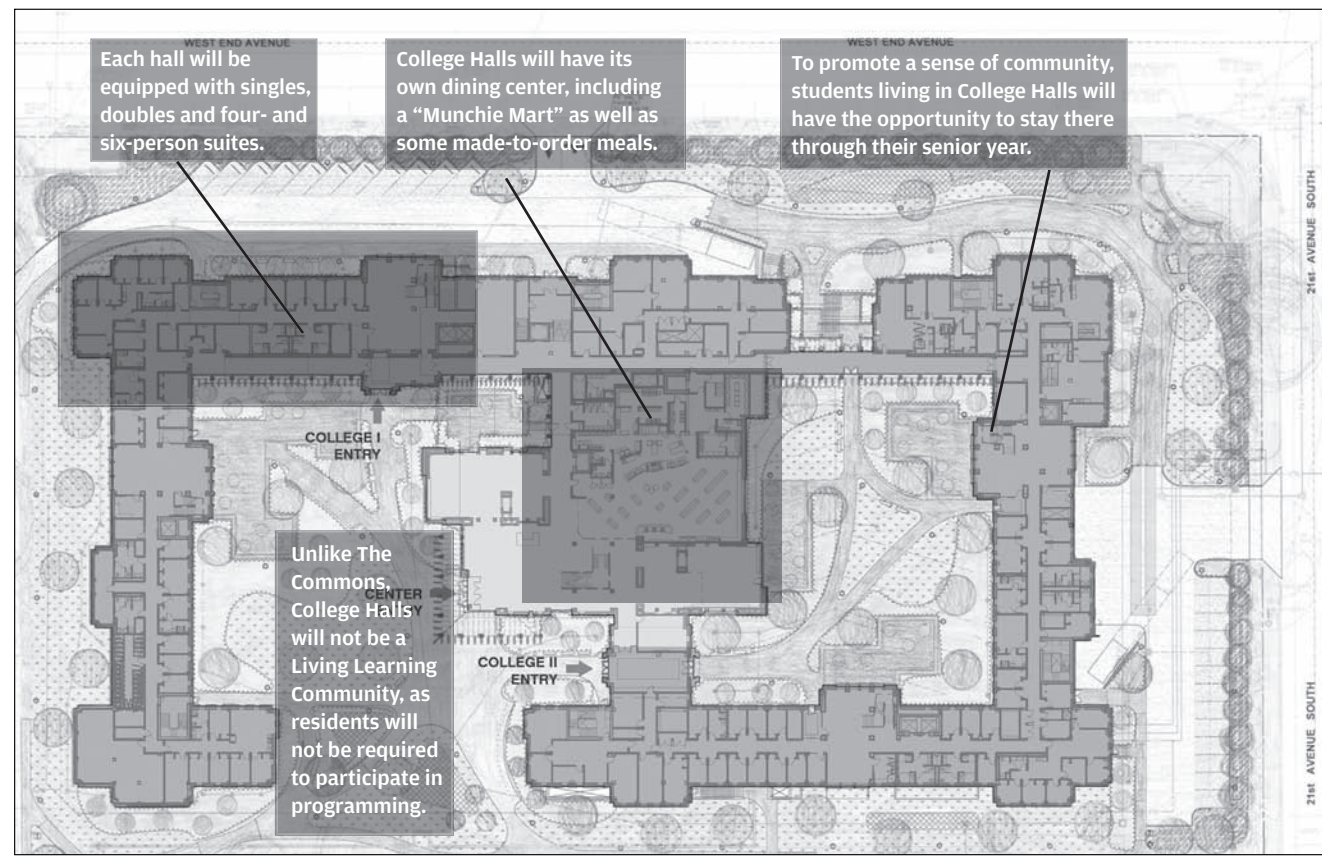 WEST END AVENUE
WEST END AVENUE
Each hall will be
equipped with singles,
doubles and four- and
six-person suites.
College Halls will have its
own dining center, including
a “Munchie Mart” as well as
some made-to-order meals.
To promote a sense of community,
students living in College Halls will
have the opportunity to stay there
through their senior year.
21st AVENUE SOUTH
COLLEGE I
ENTRY
Unlike The
Commons,
College Halls
will not be a
Living Learning
Community, as
residents will
not be required
to participate in
programming.
CENTER
COLLEGE II
ENTRY
21st AVENUE SOUTH